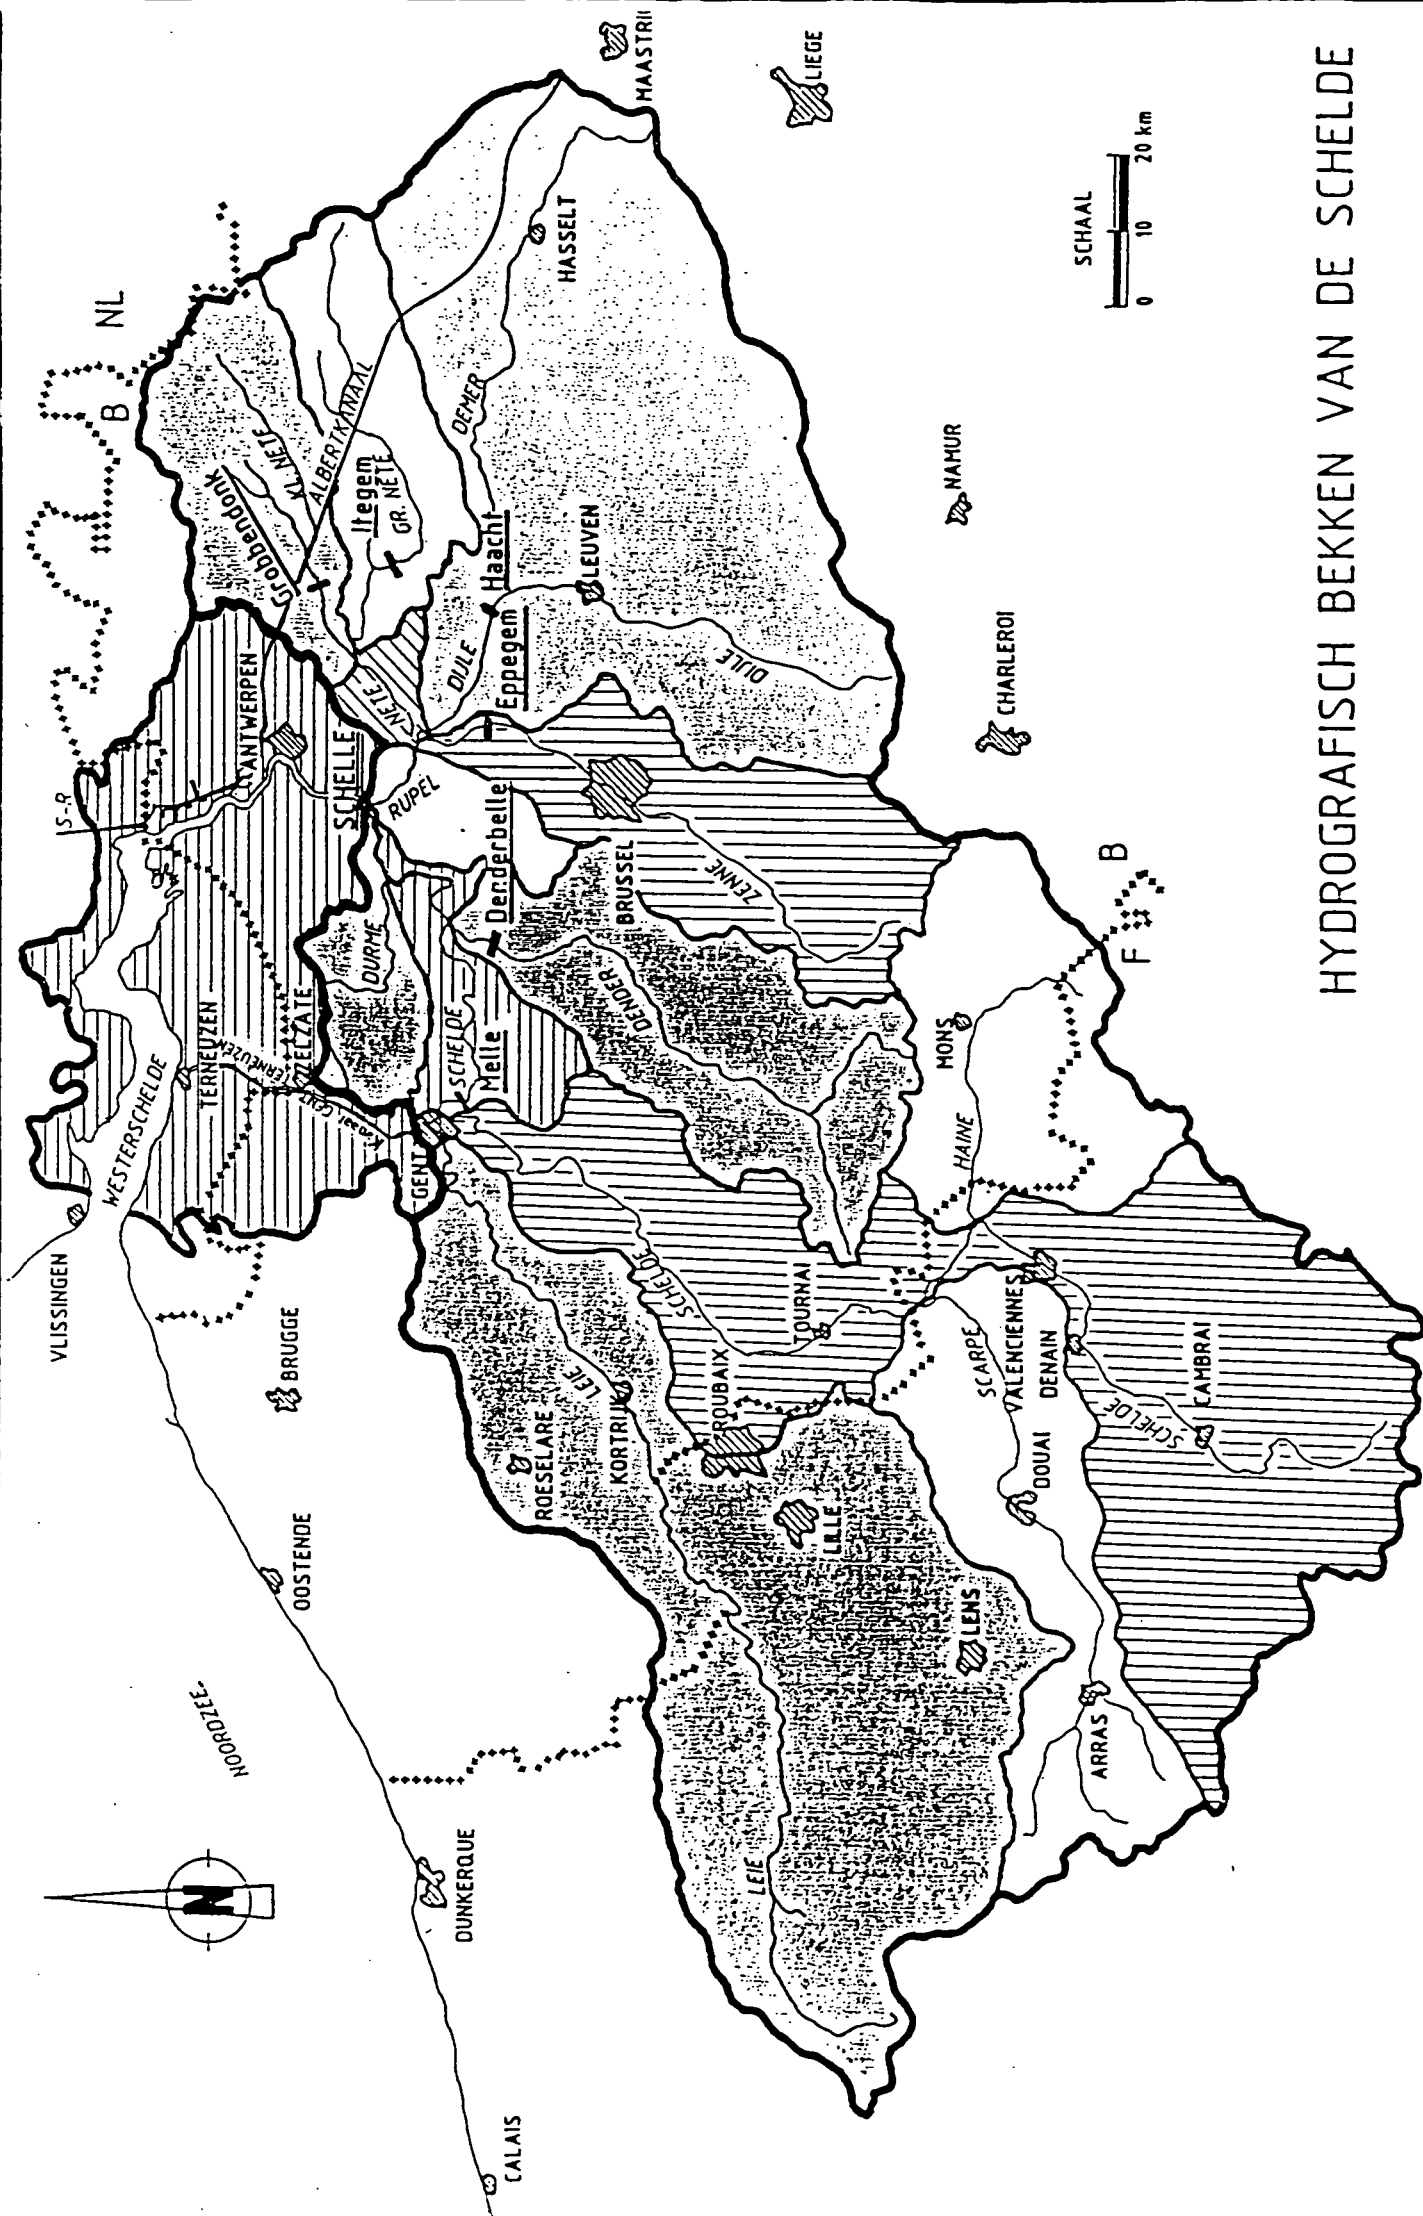 NOORDZEE
VLISSINGEN
WESTERSCHELDE
TERNEUZEN
ZELZATE
S-R
B
NL
ANTWERPEN
SCHELLE
Grobbendonk
KL. NETE
ALBERTKANAAL
Itegem
GR. NETE
NETE
RUPEL
DURME
CALAIS
DUNKERQUE
OOSTENDE
BRUGGE
GENT
SCHELDE
Melle
Denderbelle
Eppegem
DIJLE
Haacht
DEMER
HASSELT
LEUVEN
DIJLE
BRUSSEL
ZENNE
DENDER
ROESELARE
LEIE
KORTRIJK
SCHELDE
ROUBAIX
TOURNAI
LILLE
LEIE
LENS
ARRAS
DOUAI
SCARPE
VALENCIENNES
DENAIN
SCHELDE
CAMBRAI
HAINE
MONS
F
B
CHARLEROI
NAMUR
LIEGE
SCHAAL
0 10 20 km
HYDROGRAFISCH BEKKEN VAN DE SCHELDE
N